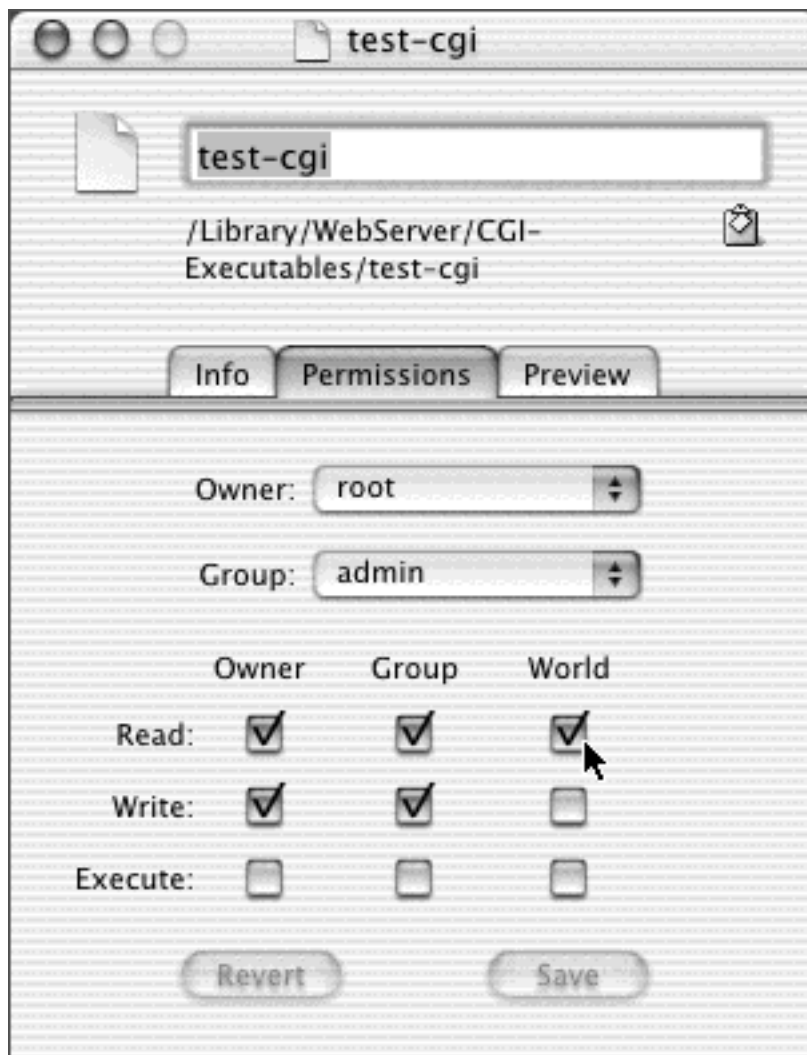 test-cgi
test-cgi
/Library/WebServer/CGI-
Executables/test-cgi
Info Permissions Preview
Owner: root
Group: admin
Owner Group World
Read:
Write:
Execute:
Revert Save